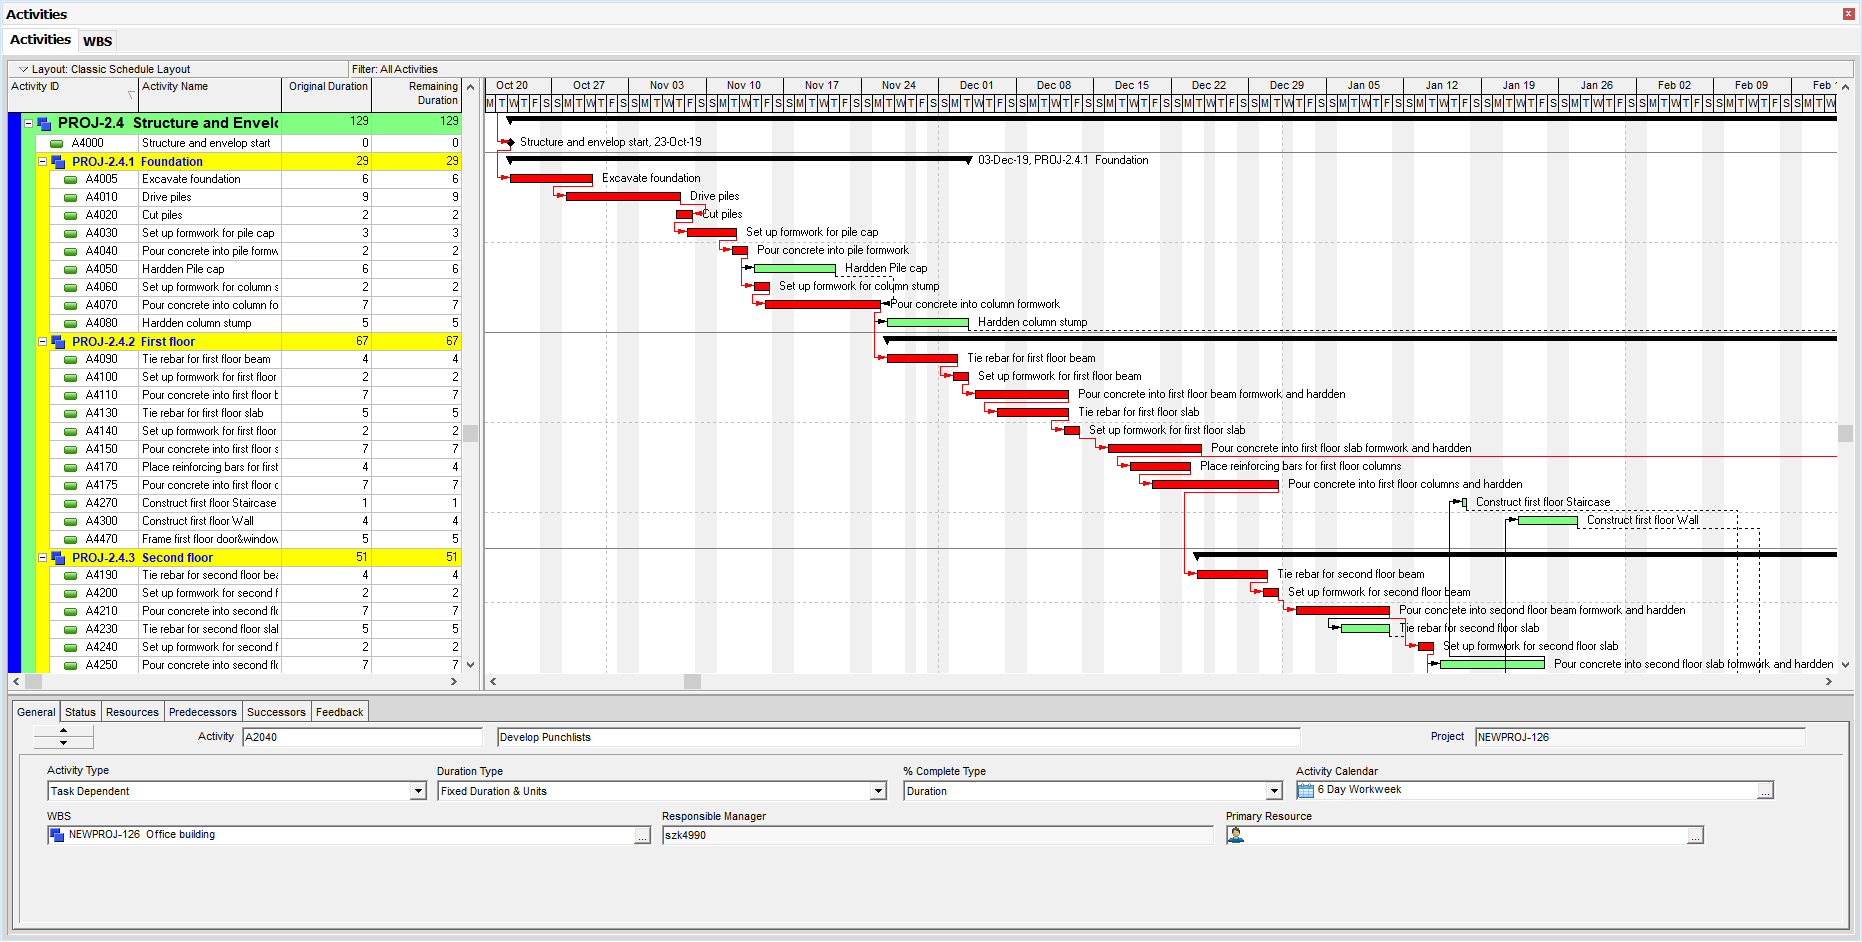 Activities
Activities WBS
Layout: Classic Schedule Layout Filter: All Activities
Activity ID Activity Name Original Duration Remaining Duration
Oct 20 Oct 27 Nov 03 Nov 10 Nov 17 Nov 24 Dec 01 Dec 08 Dec 15 Dec 22 Dec 29 Jan 05 Jan 12 Jan 19 Jan 26 Feb 02 Feb 09 Feb 1
M T W T F S S M T W T F S S M T W T F S S M T W T F S S M T W T F S S M T W T F S S M T W T F S S M T W T F S S M T W T F S S M T W T F S S M T W T F S S M T W T F S S M T W T F S S M T W T F S S M T W T F S S M T W T F S S M T W T F S S M T W
PROJ-2.4 Structure and Envel 129 129
A4000 Structure and envelop start 0 0 Structure and envelop start, 23-Oct-19
PROJ-2.4.1 Foundation 29 29 03-Dec-19, PROJ-2.4.1 Foundation
A4005 Excavate foundation 6 6 Excavate foundation
A4010 Drive piles 9 9 Drive piles
A4020 Cut piles 2 2 Cut piles
A4030 Set up formwork for pile cap 3 3 Set up formwork for pile cap
A4040 Pour concrete into pile formw 2 2 Pour concrete into pile formwork
A4050 Hardden Pile cap 6 6 Hardden Pile cap
A4060 Set up formwork for column s 2 2 Set up formwork for column stump
A4070 Pour concrete into column fo 7 7 Pour concrete into column formwork
A4080 Hardden column stump 5 5 Hardden column stump
PROJ-2.4.2 First floor 67 67
A4090 Tie rebar for first floor beam 4 4 Tie rebar for first floor beam
A4100 Set up formwork for first floor 2 2 Set up formwork for first floor beam
A4110 Pour concrete into first floor b 7 7 Pour concrete into first floor beam formwork and hardden
A4130 Tie rebar for first floor slab 5 5 Tie rebar for first floor slab
A4140 Set up formwork for first floor 2 2 Set up formwork for first floor slab
A4150 Pour concrete into first floor s 7 7 Pour concrete into first floor slab formwork and hardden
A4170 Place reinforcing bars for first 4 4 Place reinforcing bars for first floor columns
A4175 Pour concrete into first floor c 7 7 Pour concrete into first floor columns and hardden
A4270 Construct first floor Staircase 1 1 Construct first floor Staircase
A4300 Construct first floor Wall 4 4 Construct first floor Wall
A4470 Frame first floor door&window 5 5
PROJ-2.4.3 Second floor 51 51
A4190 Tie rebar for second floor bea 4 4 Tie rebar for second floor beam
A4200 Set up formwork for second f 2 2 Set up formwork for second floor beam
A4210 Pour concrete into second flo 7 7 Pour concrete into second floor beam formwork and hardden
A4230 Tie rebar for second floor slal 5 5 Tie rebar for second floor slab
A4240 Set up formwork for second f 2 2 Set up formwork for second floor slab
A4250 Pour concrete into second flo 7 7 Pour concrete into second floor slab formwork and hardden
General Status Resources Predecessors Successors Feedback
Activity A2040 Develop Punchlists Project NEWPROJ-126
Activity Type Duration Type % Complete Type Activity Calendar
Task Dependent Fixed Duration & Units Duration 6 Day Workweek ...
WBS Responsible Manager Primary Resource
NEWPROJ-126 Office building ... szk4990 ...